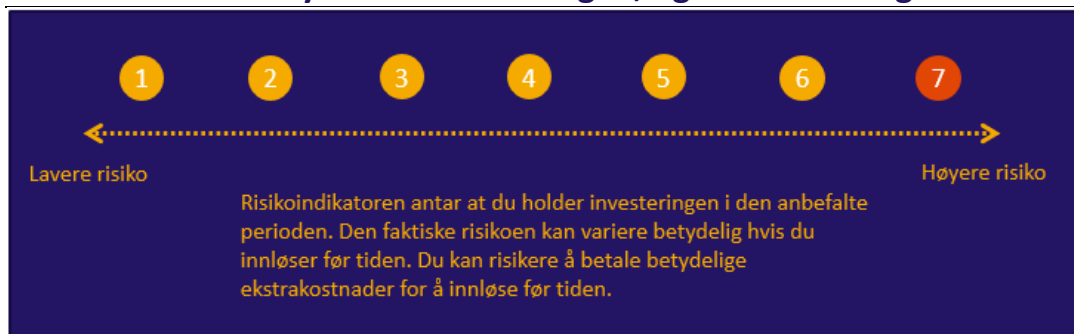 1 2 3 4 5 6 7
Lavere risiko
Høyere risiko
Risikoindikatoren antar at du holder investeringen i den anbefalte
perioden. Den faktiske risikoen kan variere betydelig hvis du
innløser før tiden. Du kan risikere å betale betydelige
ekstrakostnader for å innløse før tiden.